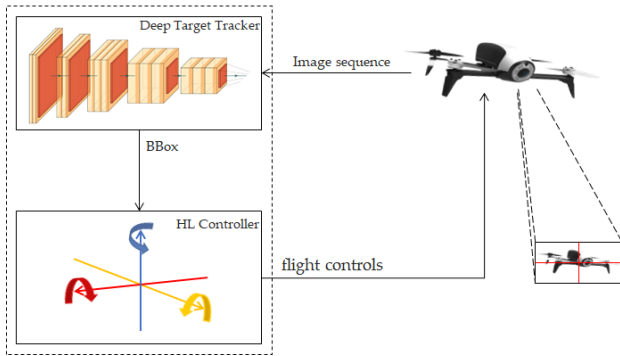 Deep Target Tracker
Image sequence
BBox
HL Controller
flight controls